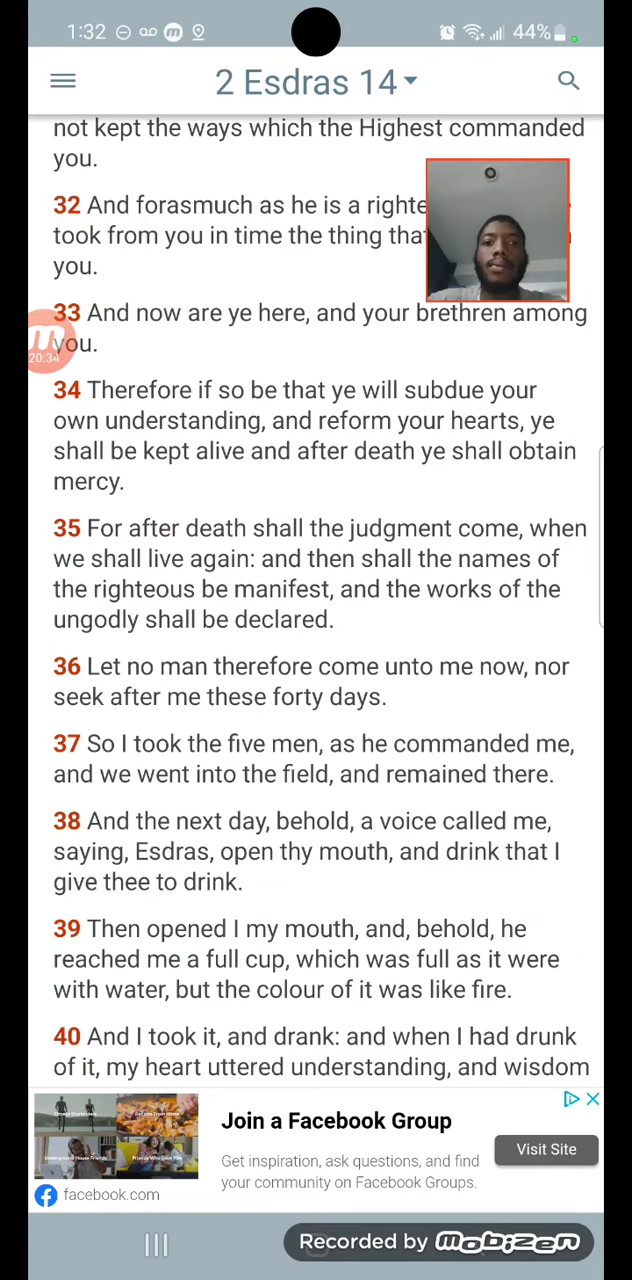 1:32
44%
2 Esdras 14
not kept the ways which the Highest commanded
you.
32 And forasmuch as he is a righte
took from you in time the thing tha
you.
33 And now are ye here, and your brethren among
you.
20:34
34 Therefore if so be that ye will subdue your
own understanding, and reform your hearts, ye
shall be kept alive and after death ye shall obtain
mercy.
35 For after death shall the judgment come, when
we shall live again: and then shall the names of
the righteous be manifest, and the works of the
ungodly shall be declared.
36 Let no man therefore come unto me now, nor
seek after me these forty days.
37 So I took the five men, as he commanded me,
and we went into the field, and remained there.
38 And the next day, behold, a voice called me,
saying, Esdras, open thy mouth, and drink that I
give thee to drink.
39 Then opened I my mouth, and, behold, he
reached me a full cup, which was full as it were
with water, but the colour of it was like fire.
40 And I took it, and drank: and when I had drunk
of it, my heart uttered understanding, and wisdom
Join a Facebook Group
Get inspiration, ask questions, and find
your community on Facebook Groups.
Visit Site
facebook.com
Recorded by mobizen